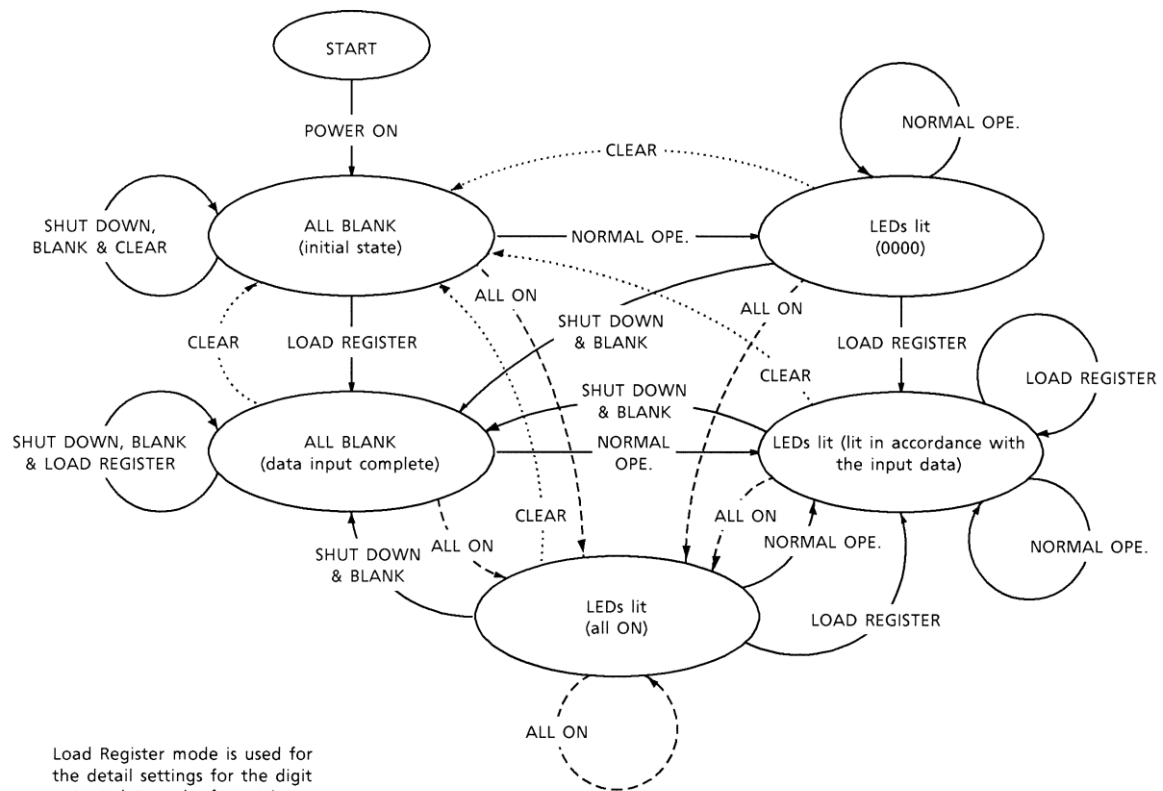 START
POWER ON
NORMAL OPE.
CLEAR
SHUT DOWN,
BLANK & CLEAR
ALL BLANK
(initial state)
NORMAL OPE.
LEDs lit
(0000)
ALL ON
ALL ON
SHUT DOWN
& BLANK
CLEAR
LOAD REGISTER
LOAD REGISTER
CLEAR
LOAD REGISTER
SHUT DOWN
& BLANK
SHUT DOWN, BLANK
& LOAD REGISTER
ALL BLANK
(data input complete)
NORMAL
OPE.
LEDs lit (lit in accordance with
the input data)
CLEAR
ALL ON
ALL ON
SHUT DOWN
& BLANK
NORMAL OPE.
NORMAL OPE.
LEDs lit
(all ON)
LOAD REGISTER
ALL ON
Load Register mode is used for
the detail settings for the digit